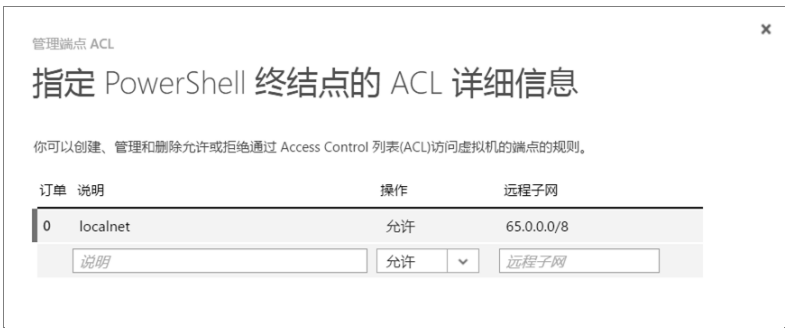 管理端点 ACL
指定 PowerShell 终结点的 ACL 详细信息
你可以创建、管理和删除允许或拒绝通过 Access Control 列表(ACL)访问虚拟机的端点的规则。
订单 说明 操作 远程子网
0 localnet 允许 65.0.0.0/8
说明 允许 远程子网